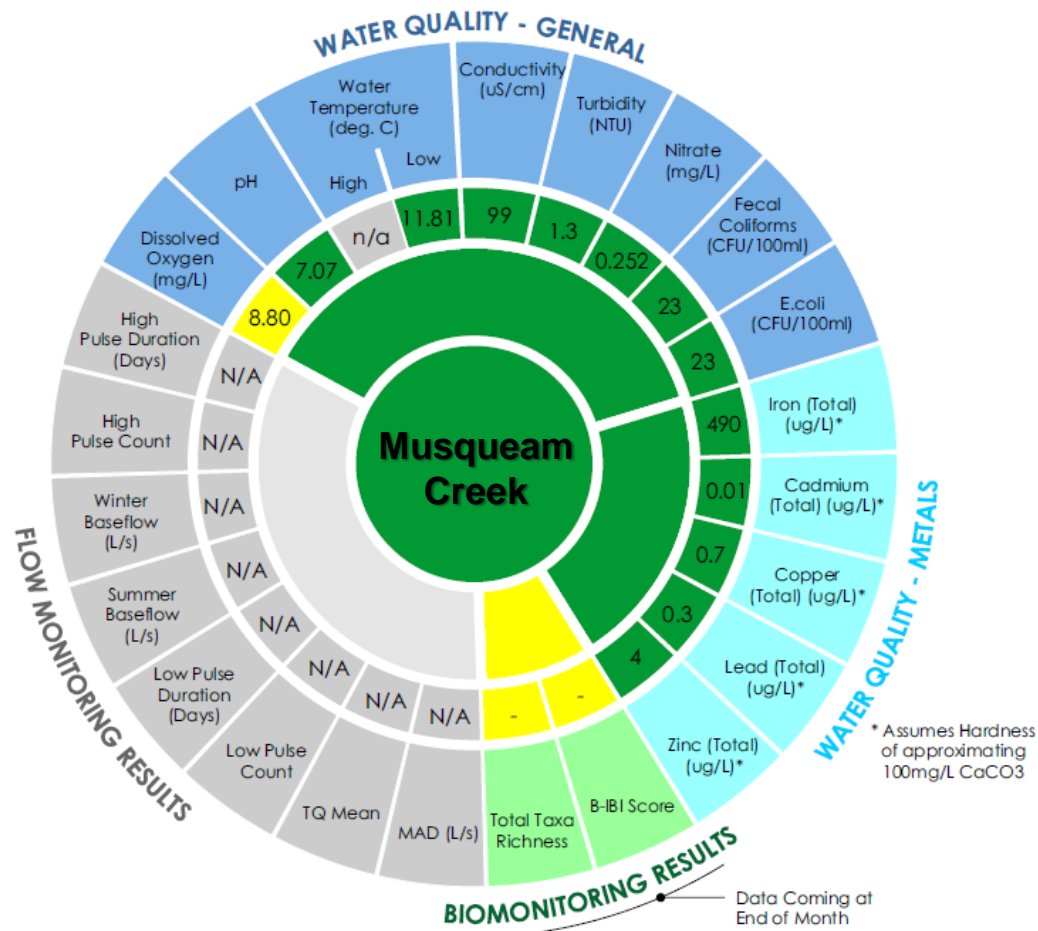 WATER QUALITY - GENERAL
Water
Temperature
(deg. C)
High
Low
Conductivity
(uS/cm)
Turbidity
(NTU)
Nitrate
(mg/L)
Fecal
Coliforms
(CFU/100ml)
E.coli
(CFU/100ml)
pH
Dissolved
Oxygen
(mg/L)
8.80
7.07
n/a
11.81
99
1.3
0.252
23
23
WATER QUALITY - METALS
Iron (Total)
(ug/L)*
Cadmium
(Total) (ug/L)*
Copper
(Total) (ug/L)*
Lead (Total)
(ug/L)*
Zinc (Total)
(ug/L)*
490
0.01
0.7
0.3
4
* Assumes Hardness
of approximating
100mg/L CaCO3
BIOMONITORING RESULTS
B-IBI Score
Total Taxa
Richness
-
-
Data Coming at
End of Month
FLOW MONITORING RESULTS
High
Pulse Duration
(Days)
High
Pulse Count
Winter
Baseflow
(L/s)
Summer
Baseflow
(L/s)
Low Pulse
Duration
(Days)
Low Pulse
Count
TQ Mean
MAD (L/s)
N/A
N/A
N/A
N/A
N/A
N/A
N/A
N/A
Musqueam
Creek